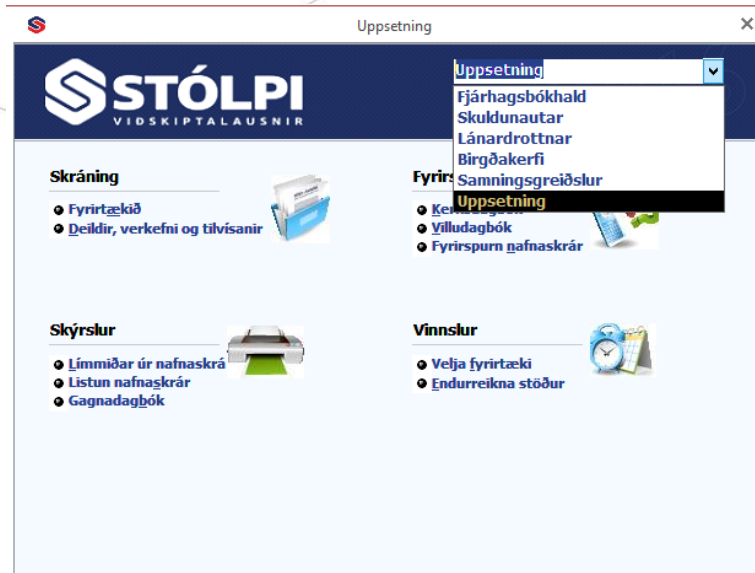 Uppsetning
STÓLPI
VIÐSKIPTALAUSNIR
Uppsetning
Fjárhagsbókhald
Skuldunautar
Lánardrottnar
Birgðakerfi
Samningsgreiðslur
Uppsetning
Skráning
Fyrirtækið
Deildir, verkefni og tilvísanir
Villudagbók
Fyrirspurn nafnaskrár
Skýrslur
Límmiðar úr nafnaskrá
Listun nafnaskrár
Gagnadagbók
Vinnslur
Velja fyrirtæki
Endurreikna stöður